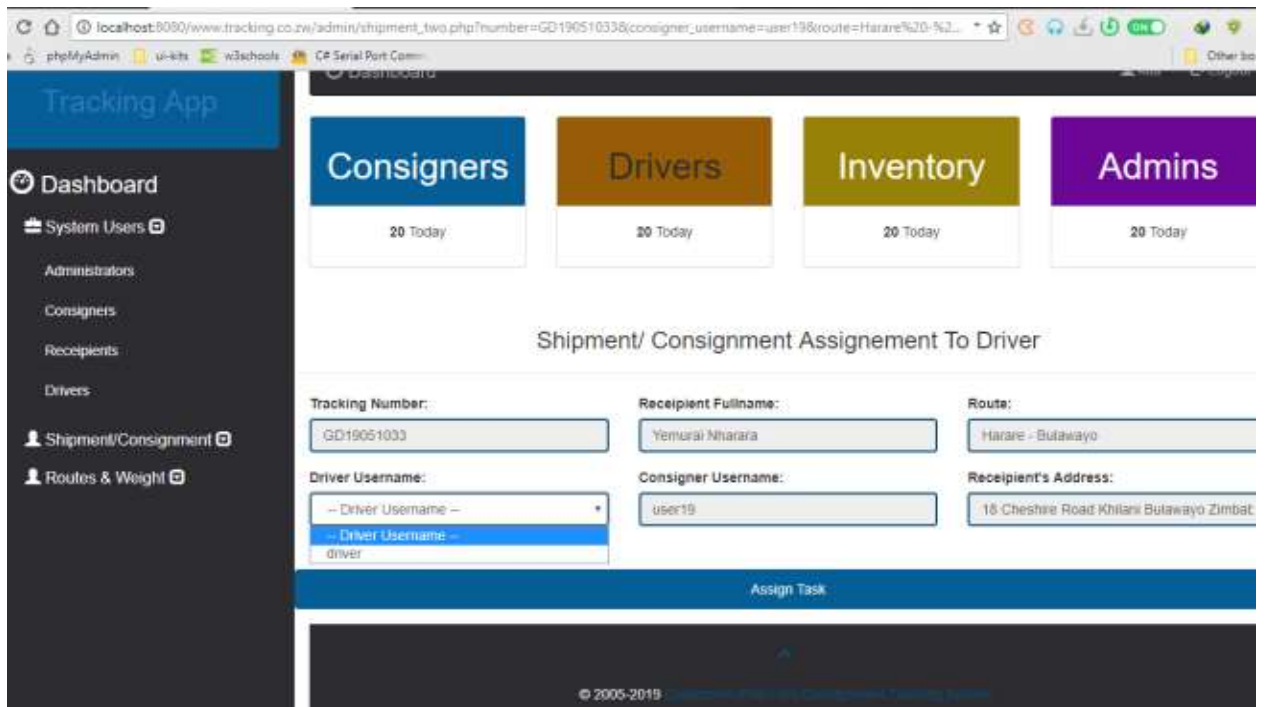 localhost:8080/www.tracking.co.zw/admin/shipment_two.php?number=GD19051033&consigner_username=user19&route=Harare%20-%2...
ON
phpMyAdmin ui-kits w3schools C# Serial Port
Other
Tracking App
Dashboard
Consigners Drivers Inventory Admins
20 Today 20 Today 20 Today 20 Today
Dashboard
System Users
Administrators
Consigners
Receipients
Drivers
Shipment/Consignment
Routes & Weight
Shipment/ Consignment Assignement To Driver
Tracking Number: Receipient Fullname: Route:
GD19051033 Yemurai Nharara Harare - Bulawayo
Driver Username: Consigner Username: Receipient's Address:
-- Driver Username -- user19 18 Cheshire Road Khilani Bulawayo Zimbat
-- Driver Username --
driver
Assign Task
© 2005-2019